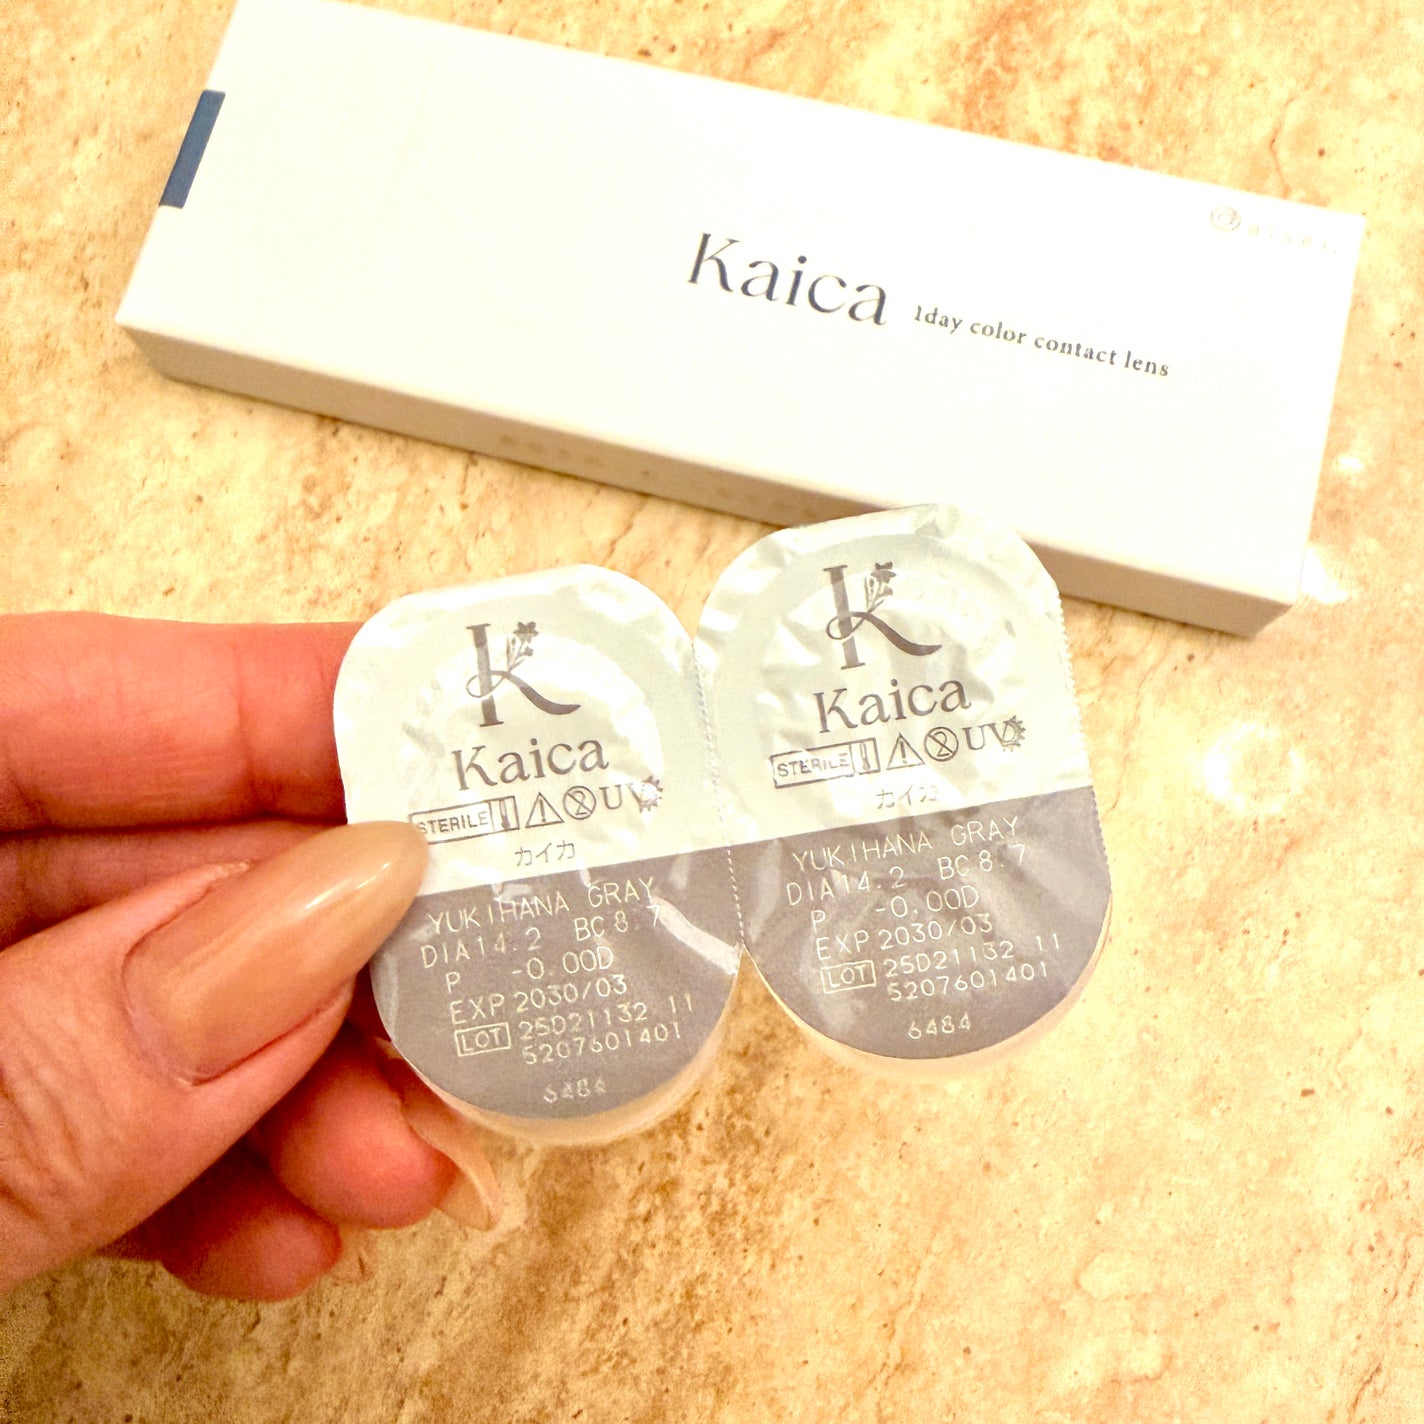 aisei
Kaica 1day color contact lens
K
Kaica
STERILE UV
カイカ
YUKIHANA GRAY
DIA14.2 BC8.7
P -0.00D
EXP 2030/03
LOT 25D21132 11
5207601401
6484
K
Kaica
STERILE UV
カイカ
YUKIHANA GRAY
DIA14.2 BC8.7
P -0.00D
EXP 2030/03
LOT 25D21132 11
5207601401
6484